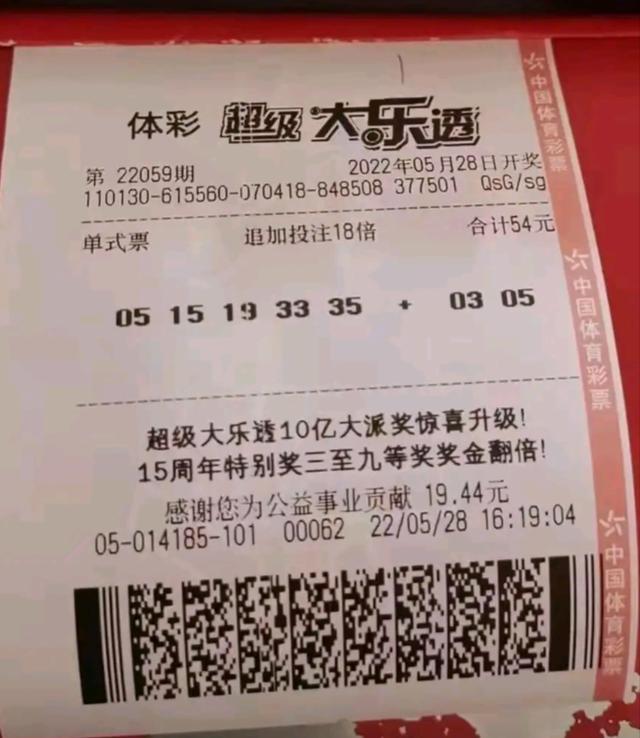 体彩 超级大乐透
第 22059期 2022年05月28日开奖
110130-615560-070418-848508 377501 QsG/sg
单式票 追加投注18倍 合计54元
05 15 19 33 35 + 03 05
超级大乐透10亿大派奖惊喜升级!
15周年特别奖三至九等奖奖金翻倍!
感谢您为公益事业贡献 19.44元
05-014185-101 00062 22/05/28 16:19:04
中国体育彩票
中国体育彩票
中国体育彩票